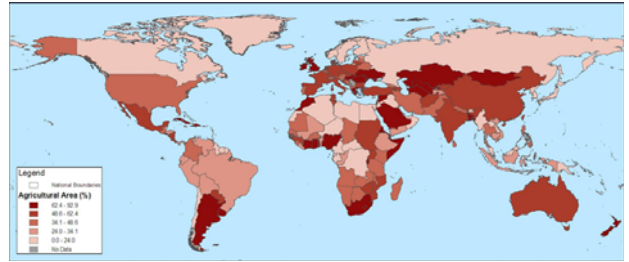 Legend
National Boundaries
Agricultural Area (%)
62.4 - 82.9
48.6 - 62.4
34.1 - 48.6
24.0 - 34.1
0.0 - 24.0
No Data